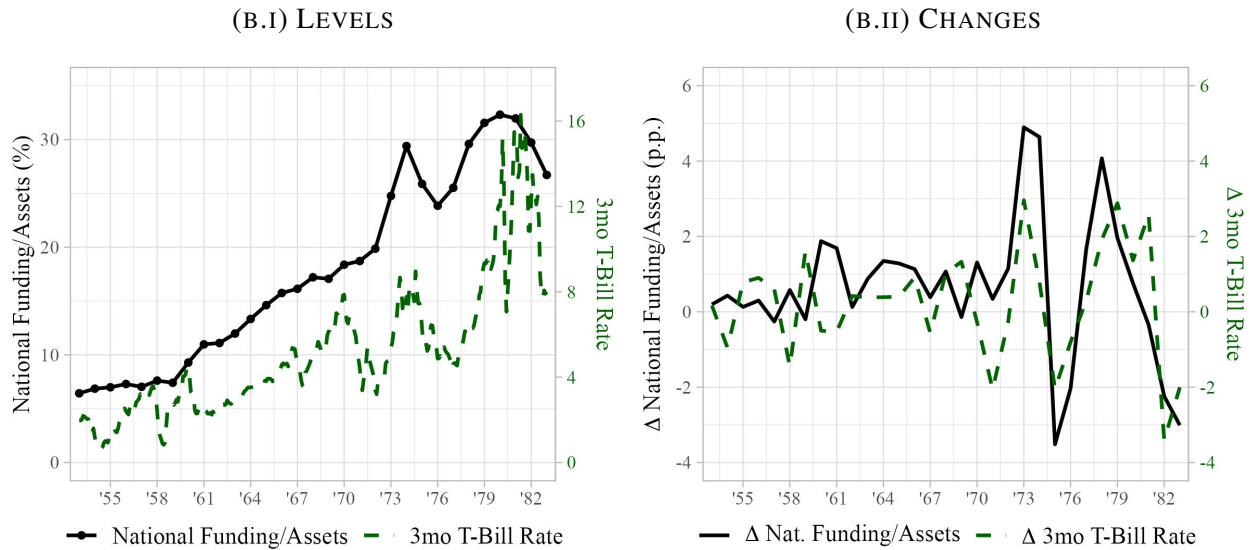 (B.I) LEVELS
(B.II) CHANGES
National Funding/Assets (%)
30
20
10
0
16
12
8
4
0
3mo T-Bill Rate
'55 '58 '61 '64 '67 '70 '73 '76 '79 '82
National Funding/Assets 3mo T-Bill Rate
Δ National Funding/Assets (p.p.)
6
4
2
0
-2
-4
6
4
2
0
-2
-4
Δ 3mo T-Bill Rate
'55 '58 '61 '64 '67 '70 '73 '76 '79 '82
Δ Nat. Funding/Assets Δ 3mo T-Bill Rate